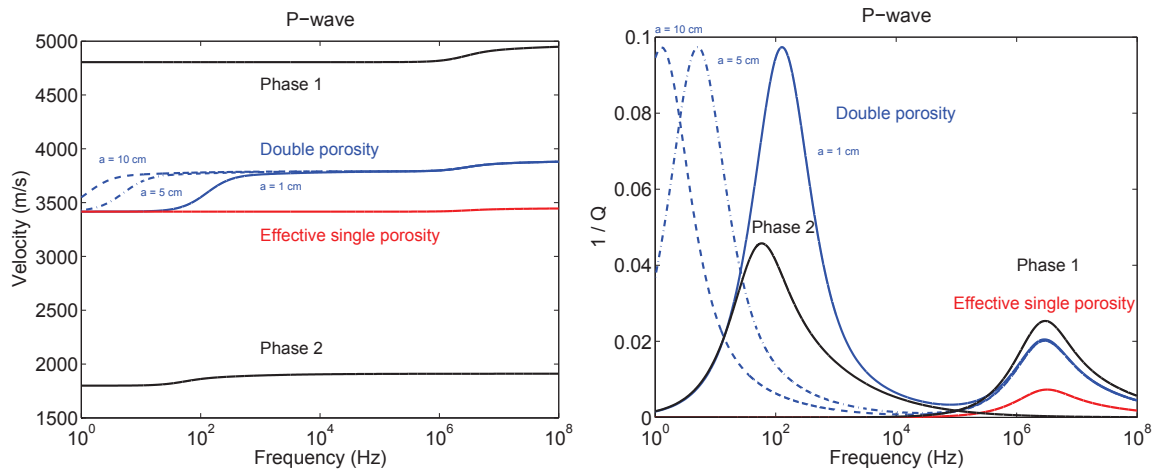 P−wave
5000
4500
4000
3500
3000
2500
2000
1500
Velocity (m/s)
Phase 1
Double porosity
a = 10 cm
a = 5 cm
a = 1 cm
Effective single porosity
Phase 2
10^0
10^2
10^4
10^6
10^8
Frequency (Hz)
P−wave
0.1
0.08
0.06
0.04
0.02
0
1 / Q
a = 10 cm
a = 5 cm
Double porosity
a = 1 cm
Phase 2
Phase 1
Effective single porosity
10^0
10^2
10^4
10^6
10^8
Frequency (Hz)